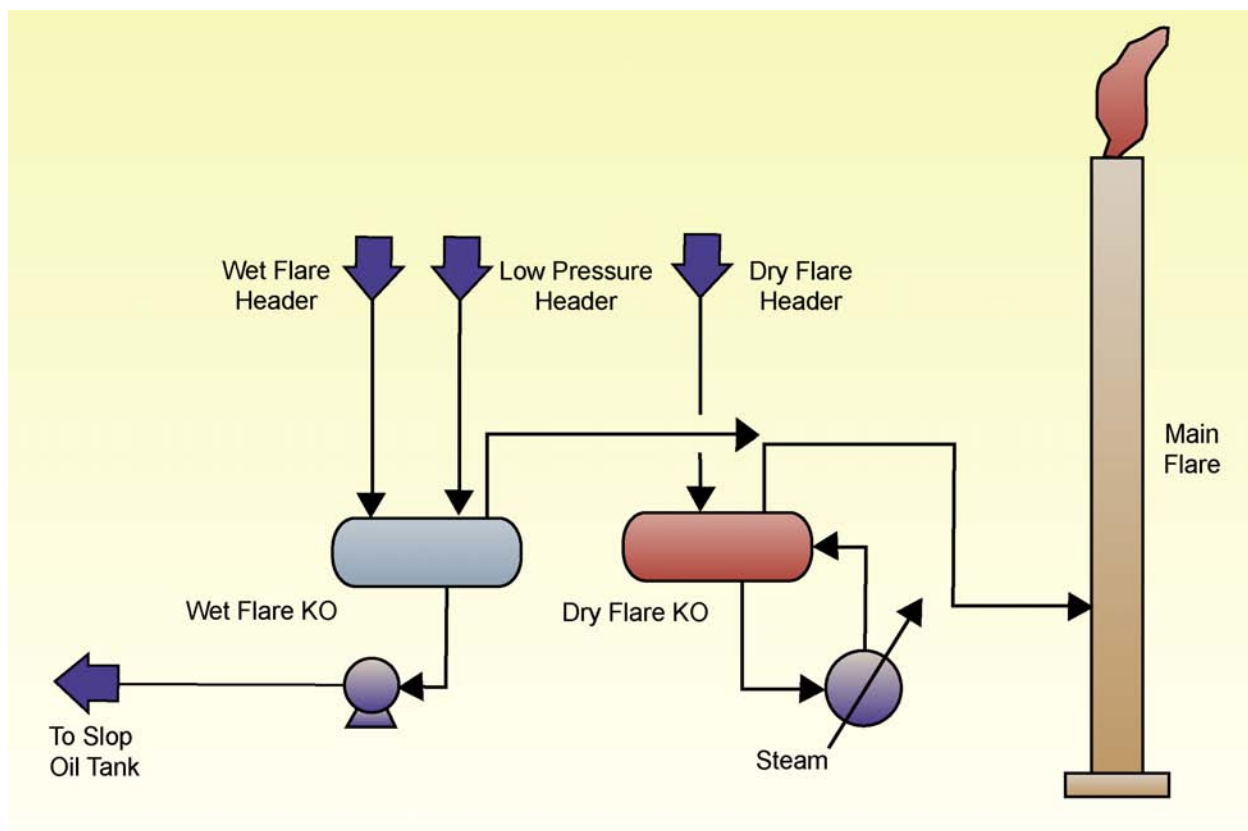 Wet Flare
Header
Low Pressure
Header
Dry Flare
Header
Main
Flare
Wet Flare KO
Dry Flare KO
To Slop
Oil Tank
Steam